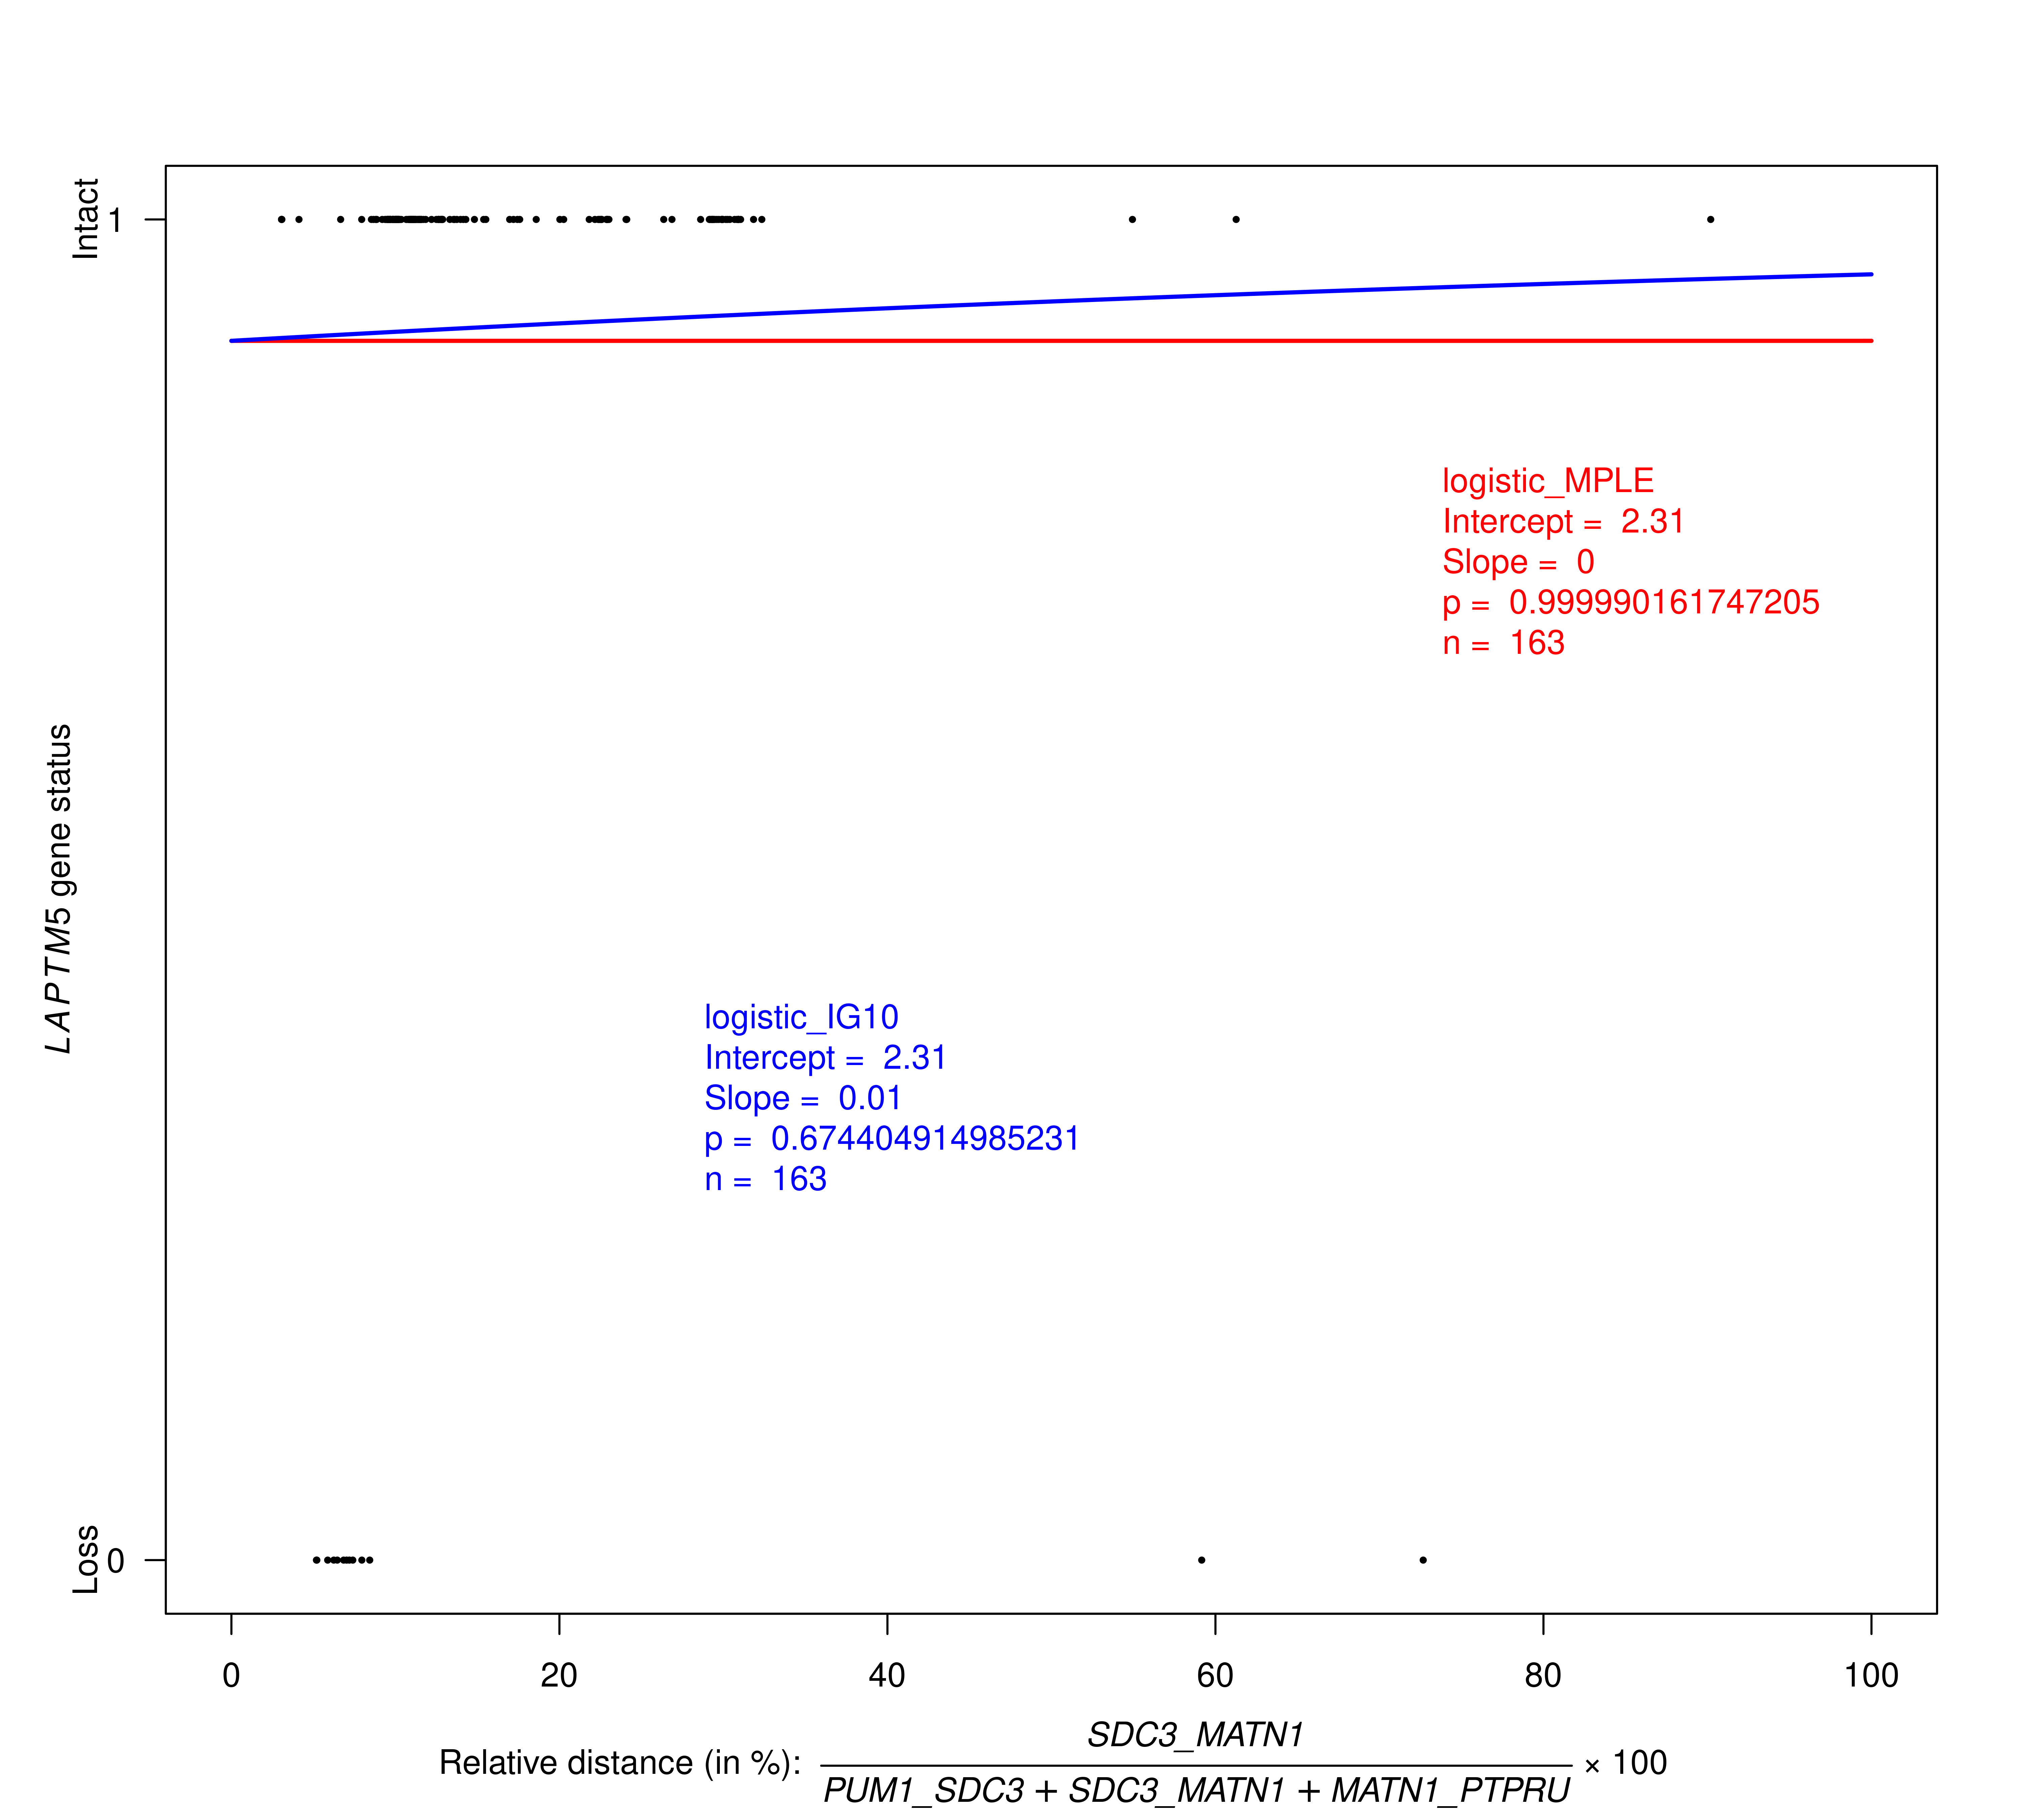 Intact
1
logistic_MPLE
Intercept = 2.31
Slope = 0
p = 0.999990161747205
n = 163
LAPTM5 gene status
logistic_IG10
Intercept = 2.31
Slope = 0.01
p = 0.674404914985231
n = 163
Loss
0
0 20 40 60 80 100
SDC3_MATN1
Relative distance (in %): × 100
PUM1_SDC3 + SDC3_MATN1 + MATN1_PTPRU